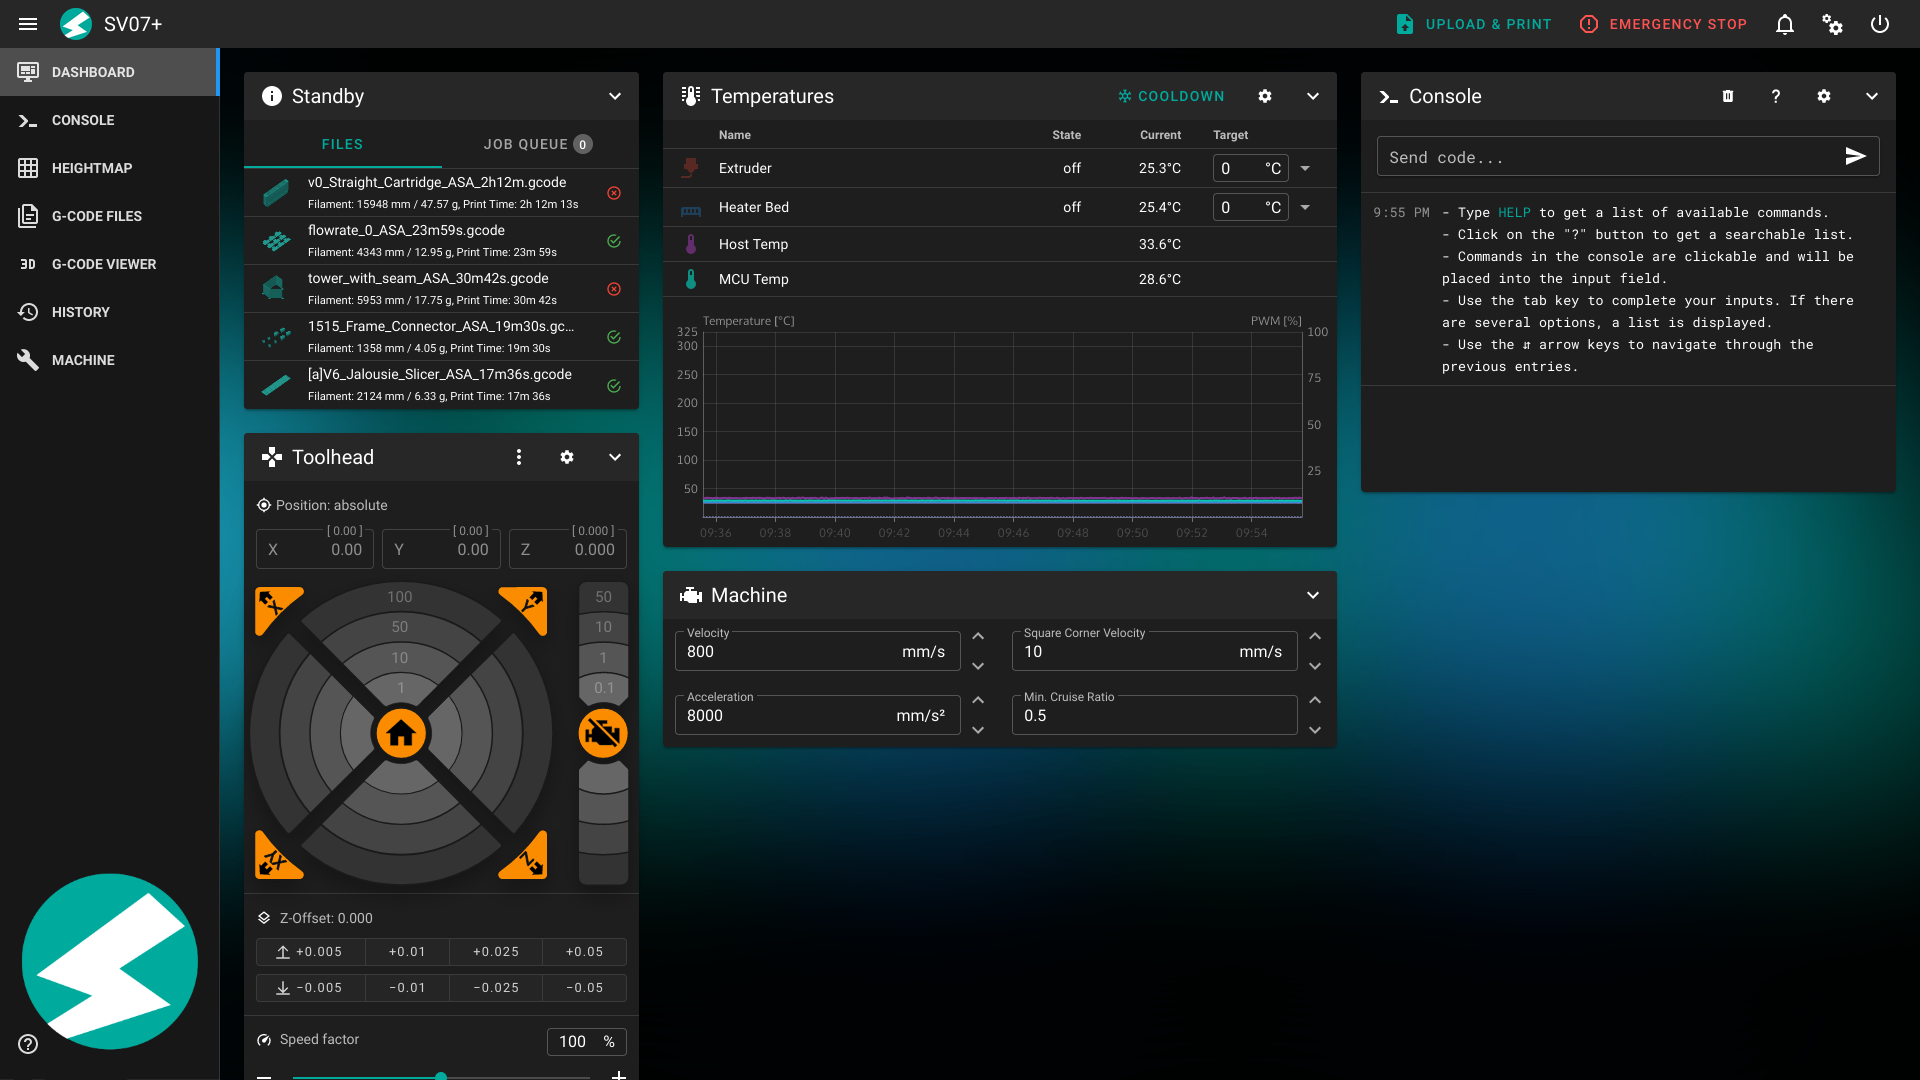 SV07+
UPLOAD & PRINT
EMERGENCY STOP
DASHBOARD
CONSOLE
HEIGHTMAP
G-CODE FILES
3D G-CODE VIEWER
HISTORY
MACHINE
Standby
FILES
JOB QUEUE 0
v0_Straight_Cartridge_ASA_2h12m.gcode
Filament: 15948 mm / 47.57 g, Print Time: 2h 12m 13s
flowrate_0_ASA_23m59s.gcode
Filament: 4343 mm / 12.95 g, Print Time: 23m 59s
tower_with_seam_ASA_30m42s.gcode
Filament: 5953 mm / 17.75 g, Print Time: 30m 42s
1515_Frame_Connector_ASA_19m30s.gc...
Filament: 1358 mm / 4.05 g, Print Time: 19m 30s
[a]V6_Jalousie_Slicer_ASA_17m36s.gcode
Filament: 2124 mm / 6.33 g, Print Time: 17m 36s
Toolhead
Position: absolute
[ 0.00 ]
X 0.00
[ 0.00 ]
Y 0.00
[ 0.000 ]
Z 0.000
X
Y
100
50
10
1
50
10
1
0.1
ZX
Z
Z-Offset: 0.000
+0.005 +0.01 +0.025 +0.05
-0.005 -0.01 -0.025 -0.05
Speed factor
100 %
Temperatures
COOLDOWN
Name State Current Target
Extruder off 25.3°C 0 °C
Heater Bed off 25.4°C 0 °C
Host Temp 33.6°C
MCU Temp 28.6°C
Temperature [°C]
PWM [%]
325
300
250
200
150
100
50
100
75
50
25
09:36 09:38 09:40 09:42 09:44 09:46 09:48 09:50 09:52 09:54
Machine
Velocity
800 mm/s
Square Corner Velocity
10 mm/s
Acceleration
8000 mm/s²
Min. Cruise Ratio
0.5
Console
?
Send code...
9:55 PM - Type HELP to get a list of available commands.
- Click on the "?" button to get a searchable list.
- Commands in the console are clickable and will be
placed into the input field.
- Use the tab key to complete your inputs. If there
are several options, a list is displayed.
- Use the ⇵ arrow keys to navigate through the
previous entries.